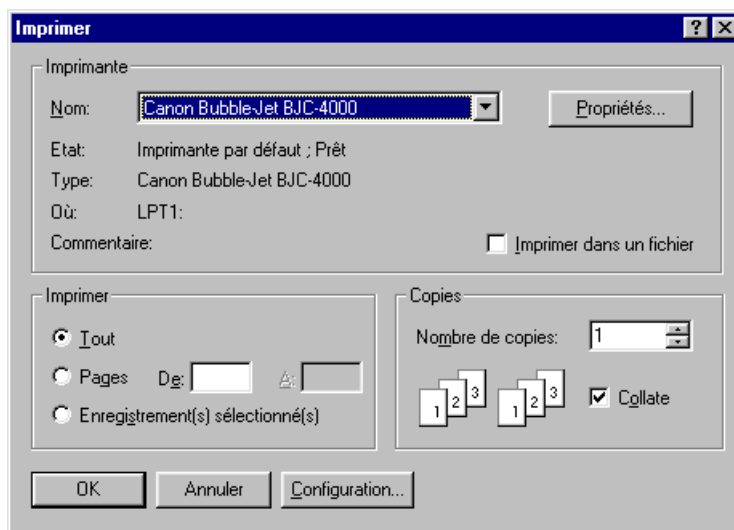 Imprimer
Imprimante
Nom: Canon Bubble-Jet BJC-4000 Propriétés...
Etat: Imprimante par défaut ; Prêt
Type: Canon Bubble-Jet BJC-4000
Où: LPT1:
Commentaire: Imprimer dans un fichier
Imprimer
Tout
Pages De: A:
Enregistrement(s) sélectionné(s)
Copies
Nombre de copies: 1
1 2 3 1 2 3 Collate
OK Annuler Configuration...